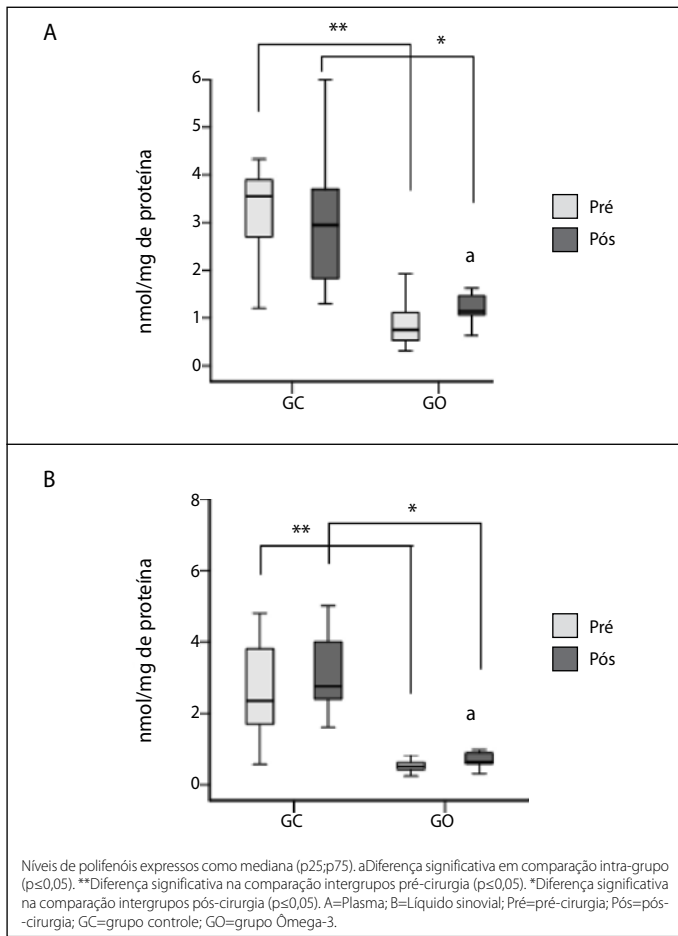 A
**
*
6
5
nmol/mg de proteína
4
3
2
1
0
Pré
Pós
a
GC
GO
B
8
**
*
6
nmol/mg de proteína
4
2
0
Pré
Pós
a
GC
GO
Níveis de polifenóis expressos como mediana (p25;p75). aDiferença significativa em comparação intra-grupo
(p≤0,05). **Diferença significativa na comparação intergrupos pré-cirurgia (p≤0,05). *Diferença significativa
na comparação intergrupos pós-cirurgia (p≤0,05). A=Plasma; B=Líquido sinovial; Pré=pré-cirurgia; Pós=pós-
-cirurgia; GC=grupo controle; GO=grupo Ômega-3.